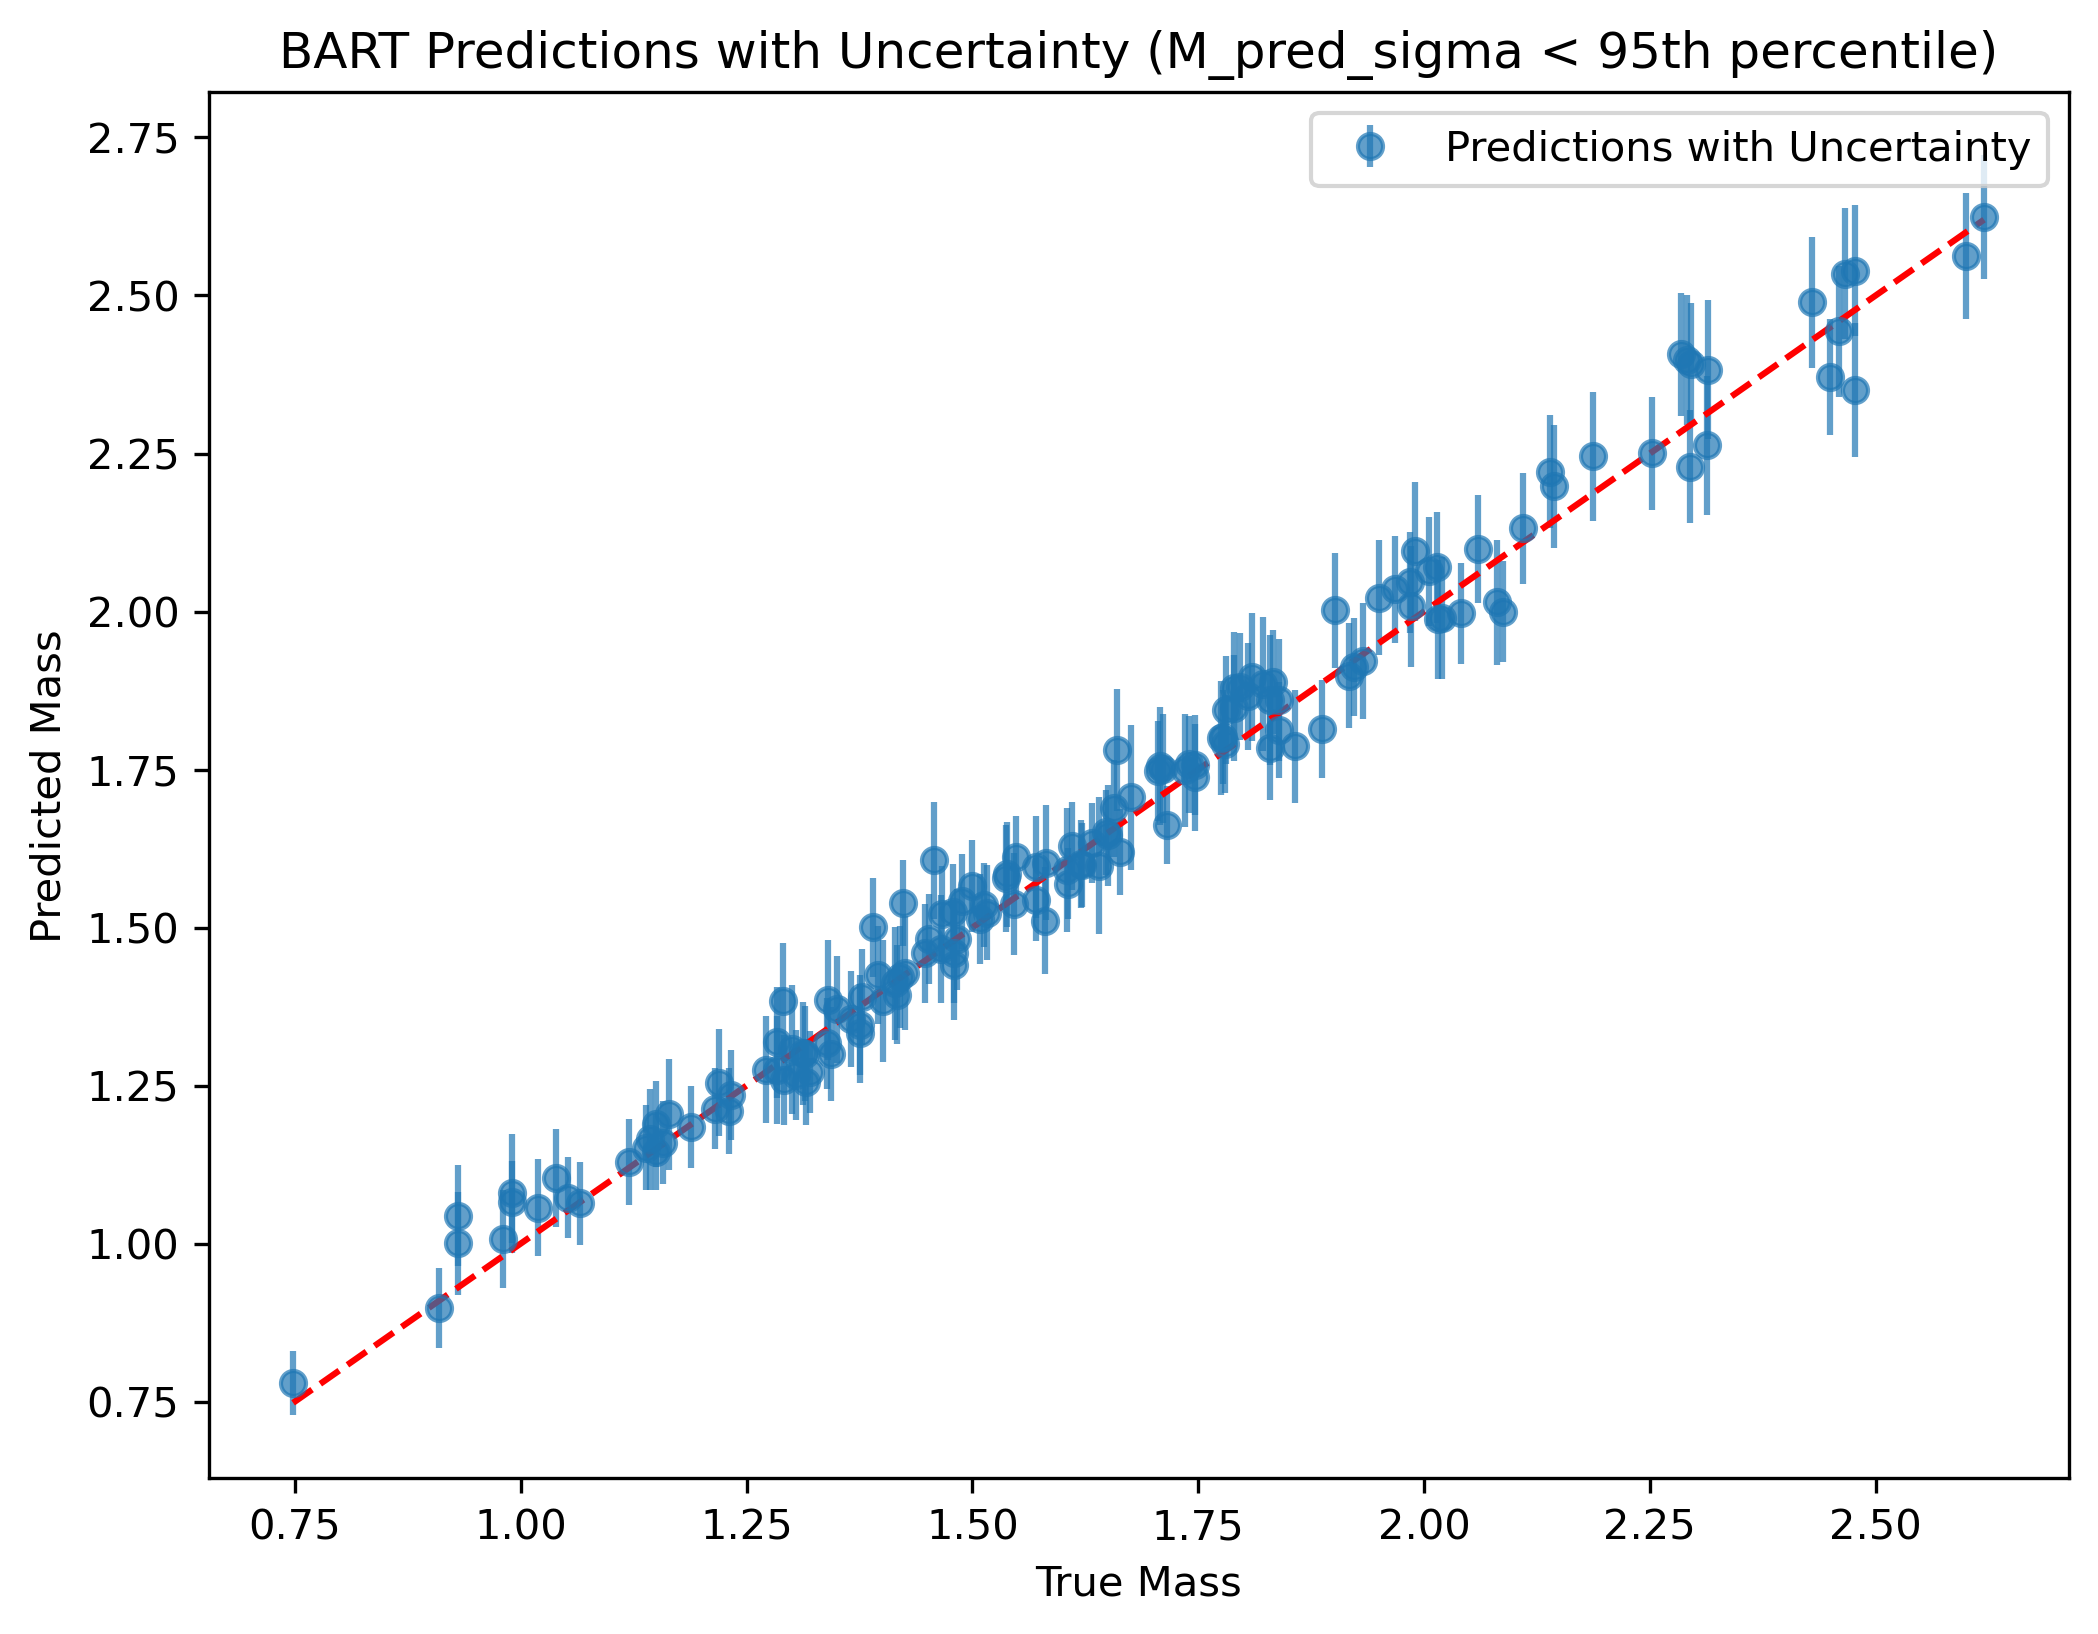 BART Predictions with Uncertainty (M_pred_sigma < 95th percentile)
Predictions with Uncertainty
2.75
2.50
2.25
2.00
1.75
1.50
1.25
1.00
0.75
Predicted Mass
0.75 1.00 1.25 1.50 1.75 2.00 2.25 2.50
True Mass